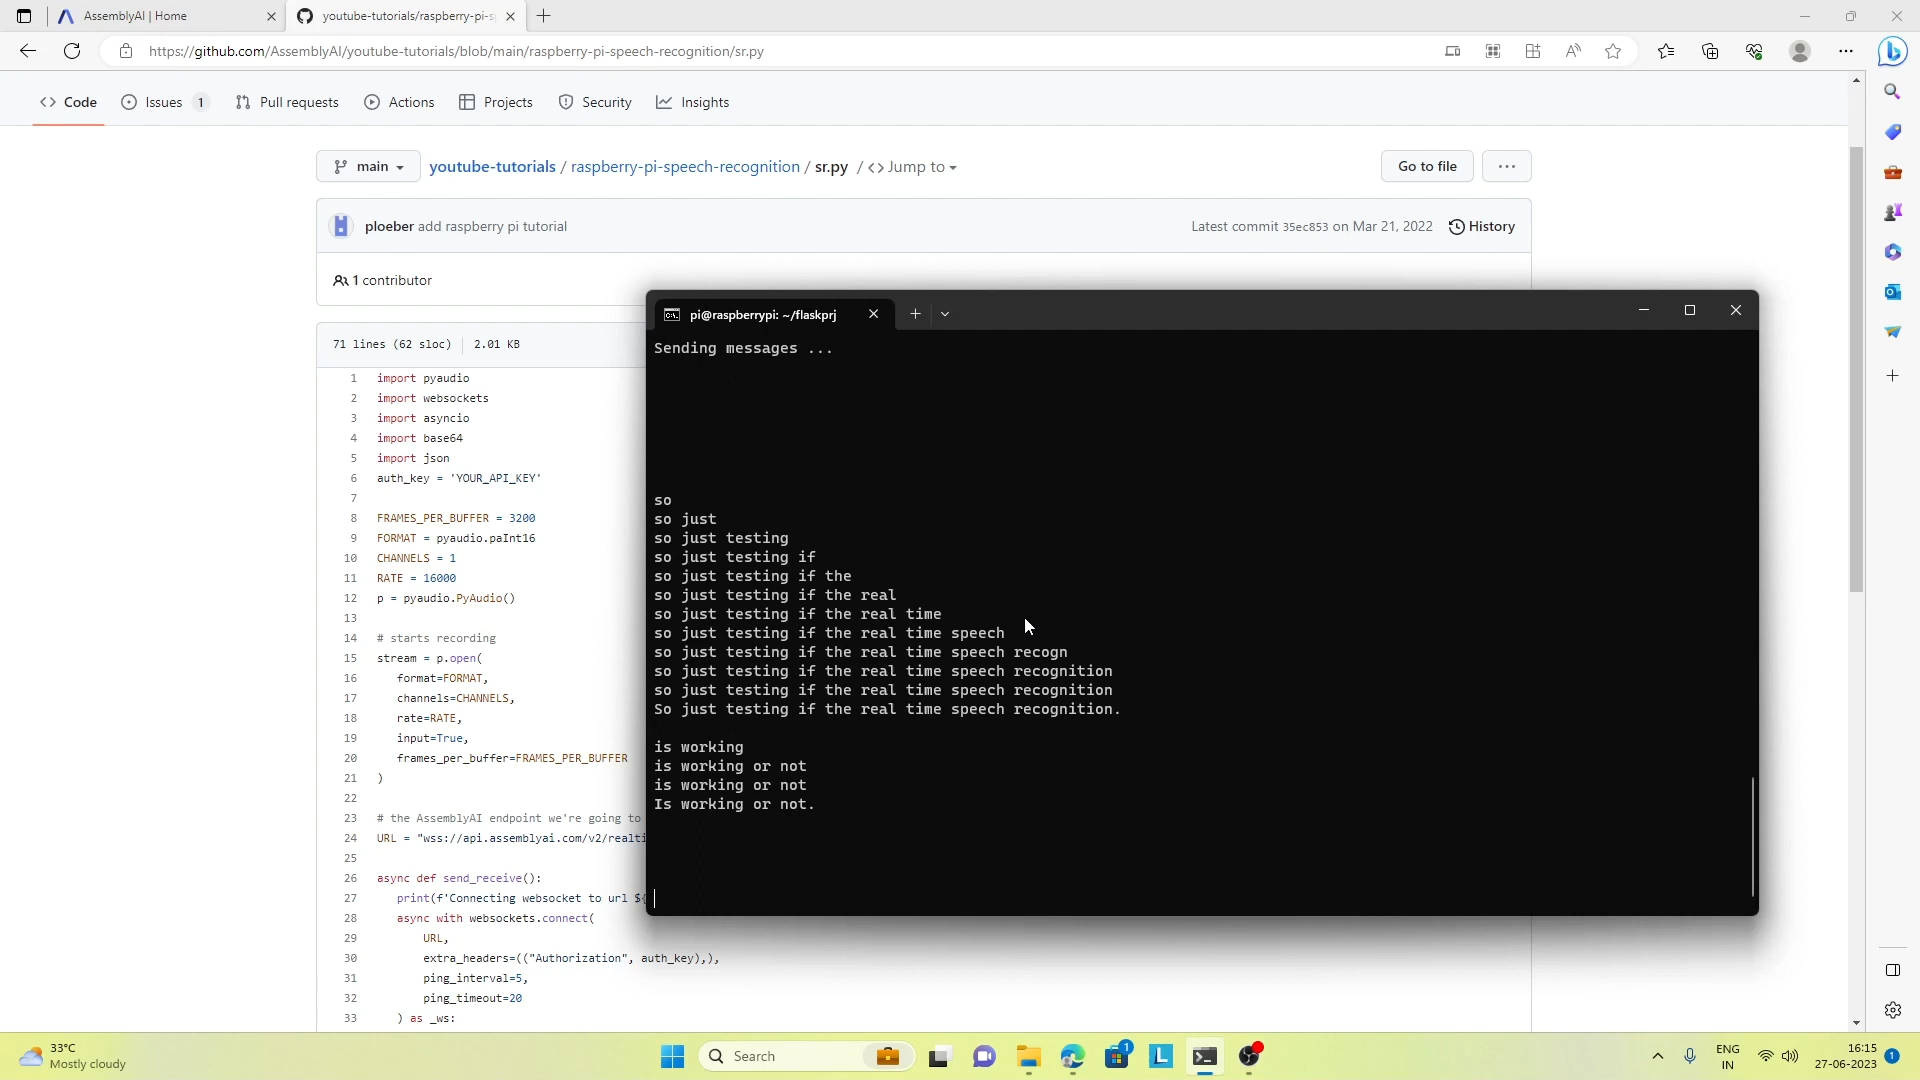 AssemblyAI | Home
youtube-tutorials/raspberry-pi-s
https://github.com/AssemblyAI/youtube-tutorials/blob/main/raspberry-pi-speech-recognition/sr.py
Code
Issues 1
Pull requests
Actions
Projects
Security
Insights
main
youtube-tutorials / raspberry-pi-speech-recognition / sr.py / <> Jump to
Go to file
...
ploeber add raspberry pi tutorial
Latest commit 35ec853 on Mar 21, 2022
History
1 contributor
71 lines (62 sloc)
2.01 KB
1 import pyaudio
2 import websockets
3 import asyncio
4 import base64
5 import json
6 auth_key = 'YOUR_API_KEY'
7
8 FRAMES_PER_BUFFER = 3200
9 FORMAT = pyaudio.paInt16
10 CHANNELS = 1
11 RATE = 16000
12 p = pyaudio.PyAudio()
13
14 # starts recording
15 stream = p.open(
16 format=FORMAT,
17 channels=CHANNELS,
18 rate=RATE,
19 input=True,
20 frames_per_buffer=FRAMES_PER_BUFFER
21 )
22
23 # the AssemblyAI endpoint we're going to
24 URL = "wss://api.assemblyai.com/v2/realti
25
26 async def send_receive():
27 print(f'Connecting websocket to url $
28 async with websockets.connect(
29 URL,
30 extra_headers=(("Authorization", auth_key),),
31 ping_interval=5,
32 ping_timeout=20
33 ) as _ws:
pi@raspberrypi: ~/flaskprj
Sending messages ...
so
so just
so just testing
so just testing if
so just testing if the
so just testing if the real
so just testing if the real time
so just testing if the real time speech
so just testing if the real time speech recogn
so just testing if the real time speech recognition
so just testing if the real time speech recognition
So just testing if the real time speech recognition.
is working
is working or not
is working or not
Is working or not.
33°C
Mostly cloudy
Search
1
L
ENG
IN
16:15
27-06-2023
1